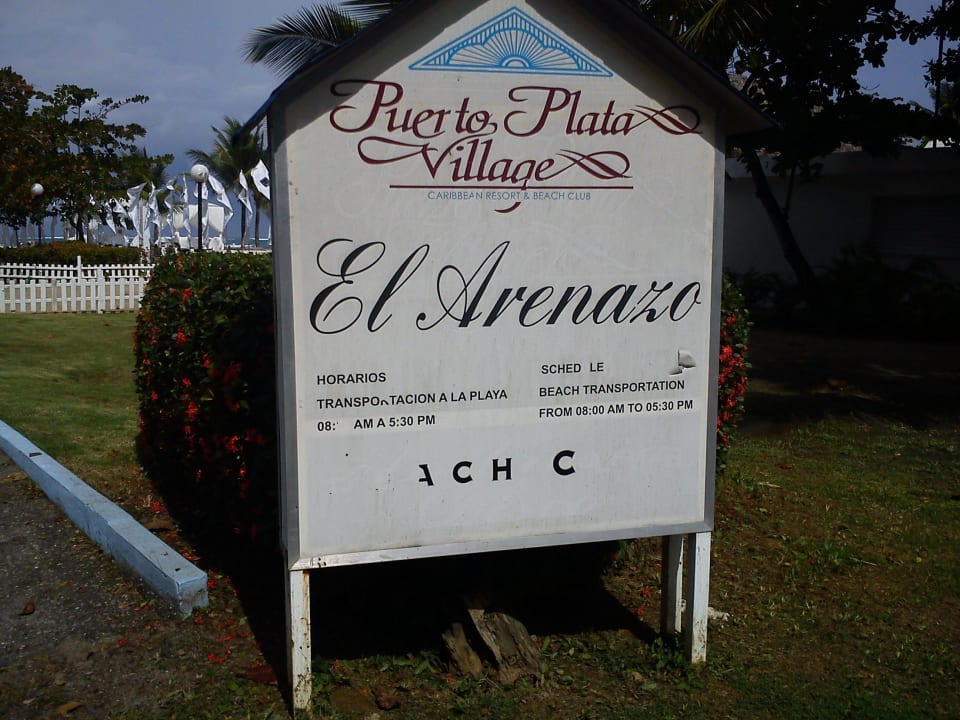 Puerto Plata
Village
CARIBBEAN RESORT & BEACH CLUB
El Arenazo
HORARIOS
TRANSPORTACION A LA PLAYA
08: AM A 5:30 PM
SCHED LE
BEACH TRANSPORTATION
FROM 08:00 AM TO 05:30 PM
ACH C